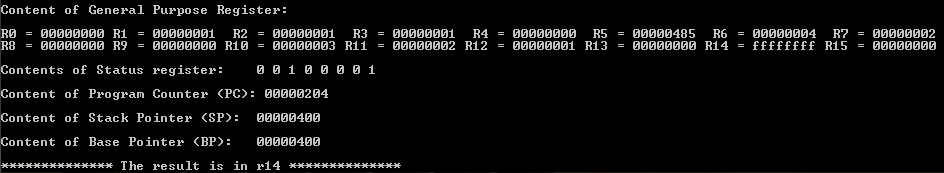 Content of General Purpose Register:
R0 = 00000000 R1 = 00000001 R2 = 00000001 R3 = 00000001 R4 = 00000000 R5 = 00000485 R6 = 00000004 R7 = 00000002
R8 = 00000000 R9 = 00000000 R10 = 00000003 R11 = 00000002 R12 = 00000001 R13 = 00000000 R14 = ffffffff R15 = 00000000
Contents of Status register: 0 0 1 0 0 0 0 1
Content of Program Counter (PC): 00000204
Content of Stack Pointer (SP): 00000400
Content of Base Pointer (BP): 00000400
************** The result is in r14 **************